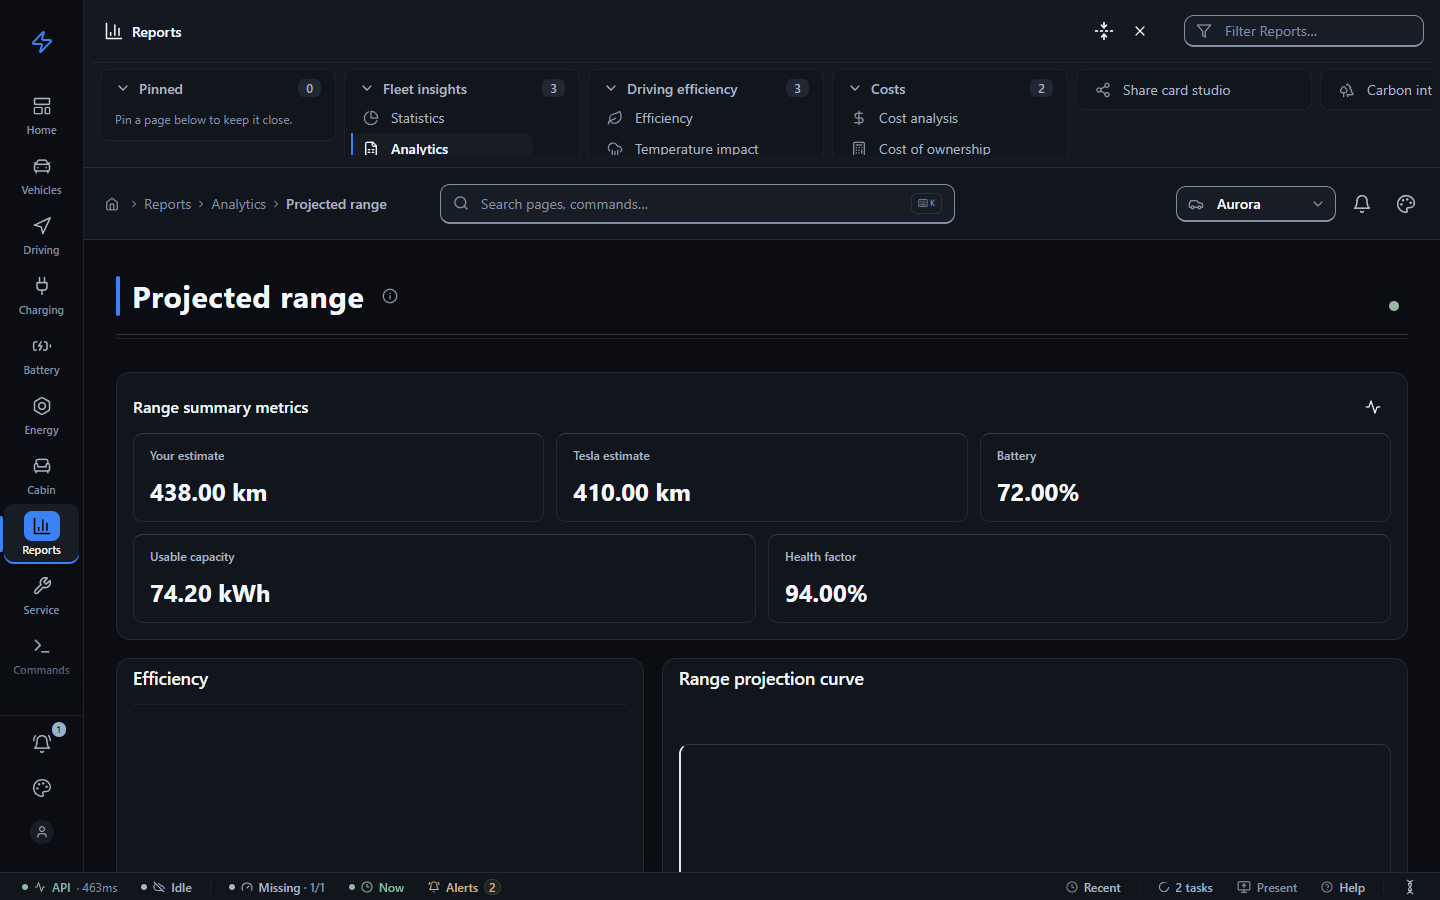 Reports
Filter Reports...
Pinned 0
Pin a page below to keep it close.
Fleet insights 3
Statistics
Analytics
Driving efficiency 3
Efficiency
Temperature impact
Costs 2
Cost analysis
Cost of ownership
Share card studio
Carbon int
Home
Vehicles
Driving
Charging
Battery
Energy
Cabin
Reports
Service
Commands
1
Reports Analytics Projected range
Search pages, commands... K
Aurora
Projected range
Range summary metrics
Your estimate
438.00 km
Tesla estimate
410.00 km
Battery
72.00%
Usable capacity
74.20 kWh
Health factor
94.00%
Efficiency
Range projection curve
API · 463ms
Idle
Missing · 1/1
Now
Alerts 2
Recent
2 tasks
Present
Help